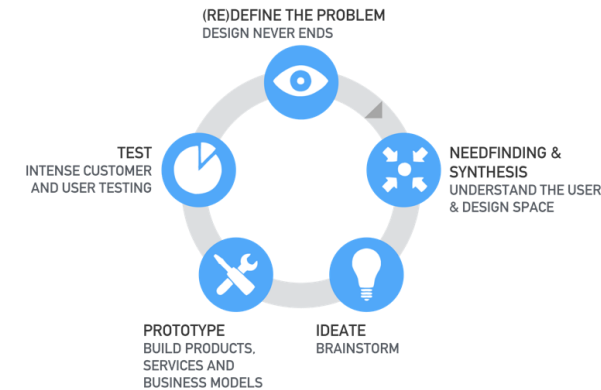 (RE)DEFINE THE PROBLEM
DESIGN NEVER ENDS
NEEDFINDING &
SYNTHESIS
UNDERSTAND THE USER
& DESIGN SPACE
IDEATE
BRAINSTORM
PROTOTYPE
BUILD PRODUCTS,
SERVICES AND
BUSINESS MODELS
TEST
INTENSE CUSTOMER
AND USER TESTING